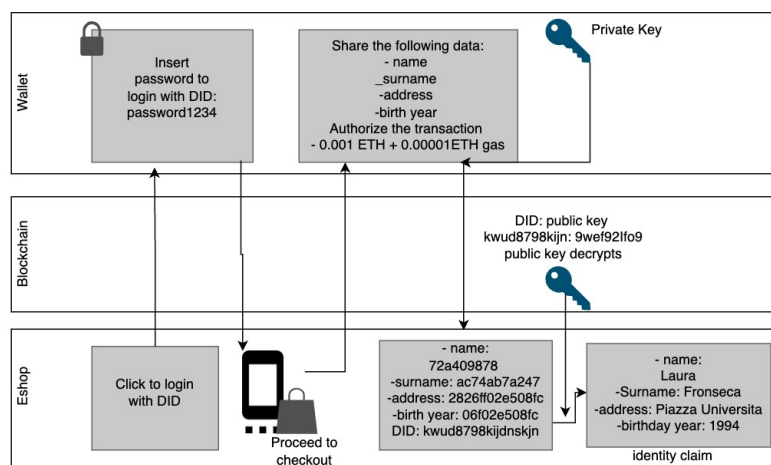 Wallet
Insert
password to
login with DID:
password1234
Share the following data:
- name
_surname
-address
-birth year
Authorize the transaction
- 0.001 ETH + 0.00001ETH gas
Private Key
Blockchain
DID: public key
kwud8798kijn: 9wef92Ifo9
public key decrypts
Eshop
Click to login
with DID
Proceed to
checkout
- name:
72a409878
-surname: ac74ab7a247
-address: 2826ff02e508fc
-birth year: 06f02e508fc
DID: kwud8798kijdnskjn
- name:
Laura
-Surname: Fronseca
-address: Piazza Universita
-birthday year: 1994
identity claim